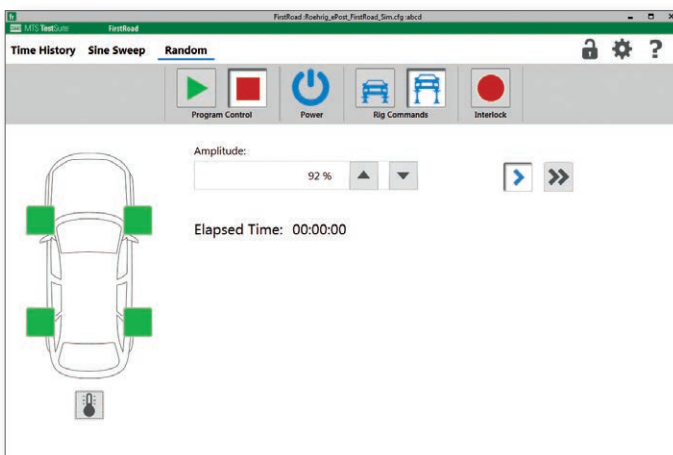 FirstRoad :Roehrig_ePost_FirstRoad_Sim.cfg :abcd
MTS TestSuite FirstRoad
Time History Sine Sweep Random
Program Control Power Rig Commands Interlock
Amplitude:
92 %
Elapsed Time: 00:00:00